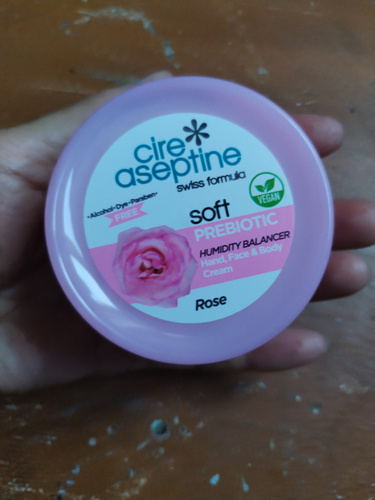 cire
aseptine
swiss formula
•Alcohol•Dye•Paraben•
FREE
VEGAN
soft
PREBIOTIC
HUMIDITY BALANCER
Hand, Face & Body
Cream
Rose